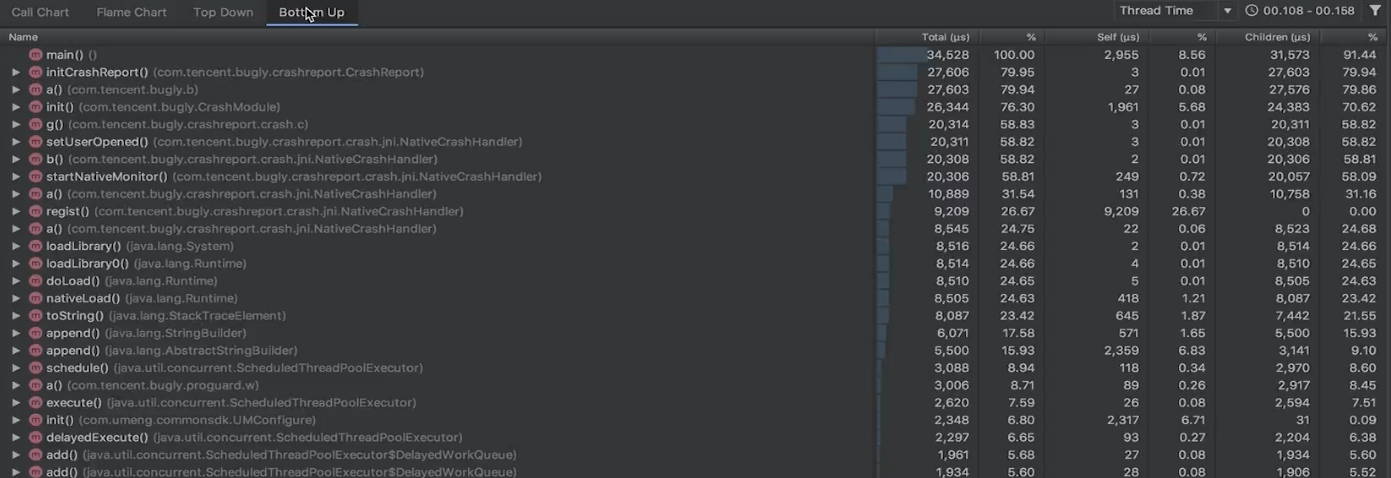 Call Chart Flame Chart Top Down Bottom Up Thread Time 00.108 - 00.158
Name Total (μs) % Self (μs) % Children (μs) %
main() () 34,528 100.00 2,955 8.56 31,573 91.44
initCrashReport() (com.tencent.bugly.crashreport.CrashReport) 27,606 79.95 3 0.01 27,603 79.94
a() (com.tencent.bugly.b) 27,603 79.94 27 0.08 27,576 79.86
init() (com.tencent.bugly.CrashModule) 26,344 76.30 1,961 5.68 24,383 70.62
g() (com.tencent.bugly.crashreport.crash.c) 20,314 58.83 3 0.01 20,311 58.82
setUserOpened() (com.tencent.bugly.crashreport.crash.jni.NativeCrashHandler) 20,311 58.82 3 0.01 20,308 58.82
b() (com.tencent.bugly.crashreport.crash.jni.NativeCrashHandler) 20,308 58.82 2 0.01 20,306 58.81
startNativeMonitor() (com.tencent.bugly.crashreport.crash.jni.NativeCrashHandler) 20,306 58.81 249 0.72 20,057 58.09
a() (com.tencent.bugly.crashreport.crash.jni.NativeCrashHandler) 10,889 31.54 131 0.38 10,758 31.16
regist() (com.tencent.bugly.crashreport.crash.jni.NativeCrashHandler) 9,209 26.67 9,209 26.67 0 0.00
a() (com.tencent.bugly.crashreport.crash.jni.NativeCrashHandler) 8,545 24.75 22 0.06 8,523 24.68
loadLibrary() (java.lang.System) 8,516 24.66 2 0.01 8,514 24.66
loadLibrary0() (java.lang.Runtime) 8,514 24.66 4 0.01 8,510 24.65
doLoad() (java.lang.Runtime) 8,510 24.65 5 0.01 8,505 24.63
nativeLoad() (java.lang.Runtime) 8,505 24.63 418 1.21 8,087 23.42
toString() (java.lang.StackTraceElement) 8,087 23.42 645 1.87 7,442 21.55
append() (java.lang.StringBuilder) 6,071 17.58 571 1.65 5,500 15.93
append() (java.lang.AbstractStringBuilder) 5,500 15.93 2,359 6.83 3,141 9.10
schedule() (java.util.concurrent.ScheduledThreadPoolExecutor) 3,088 8.94 118 0.34 2,970 8.60
a() (com.tencent.bugly.proguard.w) 3,006 8.71 89 0.26 2,917 8.45
execute() (java.util.concurrent.ScheduledThreadPoolExecutor) 2,620 7.59 26 0.08 2,594 7.51
init() (com.umeng.commonsdk.UMConfigure) 2,348 6.80 2,317 6.71 31 0.09
delayedExecute() (java.util.concurrent.ScheduledThreadPoolExecutor) 2,297 6.65 93 0.27 2,204 6.38
add() (java.util.concurrent.ScheduledThreadPoolExecutor$DelayedWorkQueue) 1,961 5.68 27 0.08 1,934 5.60
add() (java.util.concurrent.ScheduledThreadPoolExecutor$DelayedWorkQueue) 1,934 5.60 28 0.08 1,906 5.52